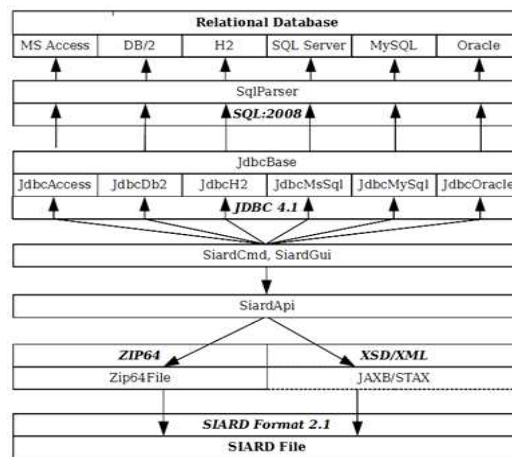 Relational Database
MS Access DB/2 H2 SQL Server MySQL Oracle
SqlParser
SQL:2008
JdbcBase
JdbcAccess JdbcDb2 JdbcH2 JdbcMsSql JdbcMySql JdbcOracle
JDBC 4.1
SiardCmd, SiardGui
SiardApi
ZIP64 XSD/XML
Zip64File JAXB/STAX
SIARD Format 2.1
SIARD File